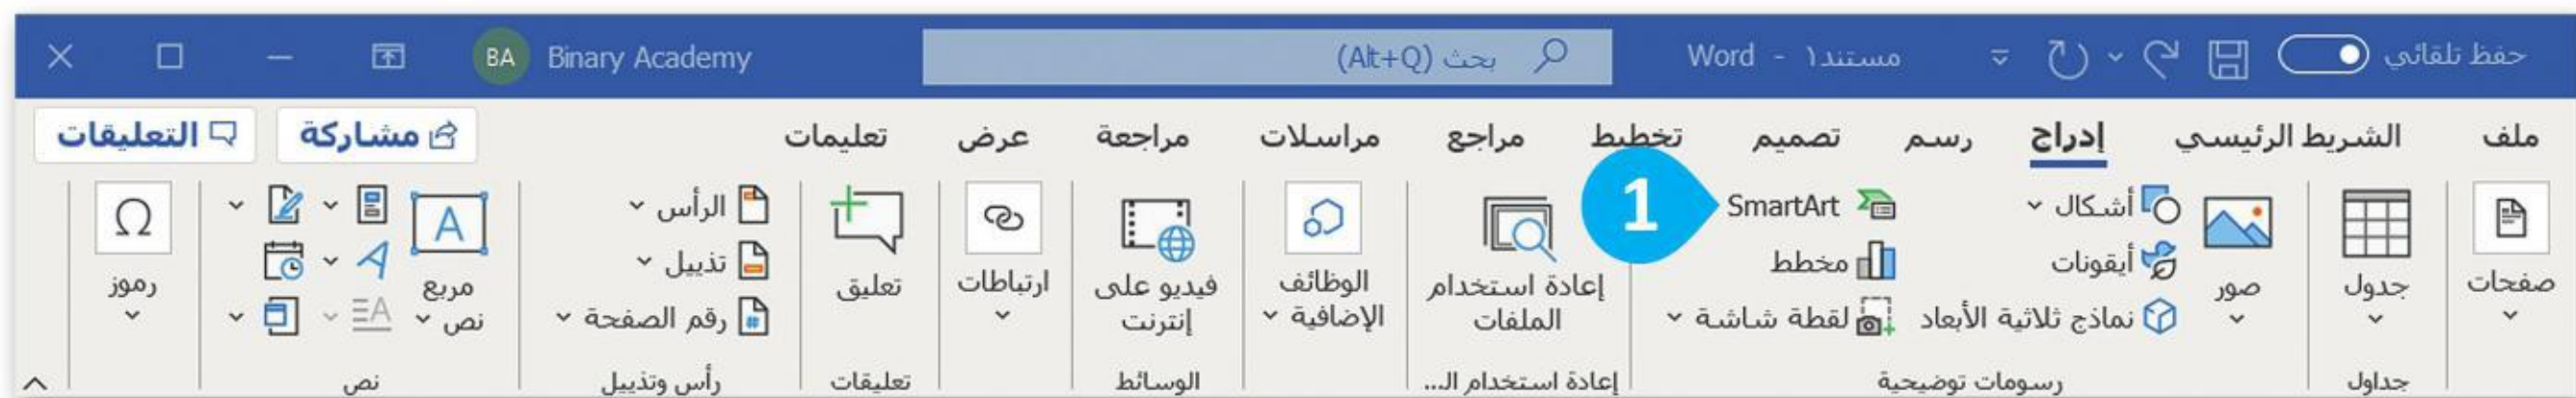 حفظ تلقائي
مستند١ - Word
بحث (Alt+Q)
Binary Academy
BA
ملف
الشريط الرئيسي
إدراج
رسم
تصميم
تخطيط
مراجع
مراسلات
مراجعة
عرض
تعليمات
مشاركة
التعليقات
صفحات
جدول
جداول
صور
أشكال
أيقونات
نماذج ثلاثية الأبعاد
SmartArt
1
مخطط
لقطة شاشة
رسومات توضيحية
إعادة استخدام
الملفات
إعادة استخدام الـ...
الوظائف
الإضافية
فيديو على
إنترنت
الوسائط
ارتباطات
تعليق
تعليقات
الرأس
تذييل
رقم الصفحة
رأس وتذييل
A
مربع
نص
A
A
نص
Ω
رموز